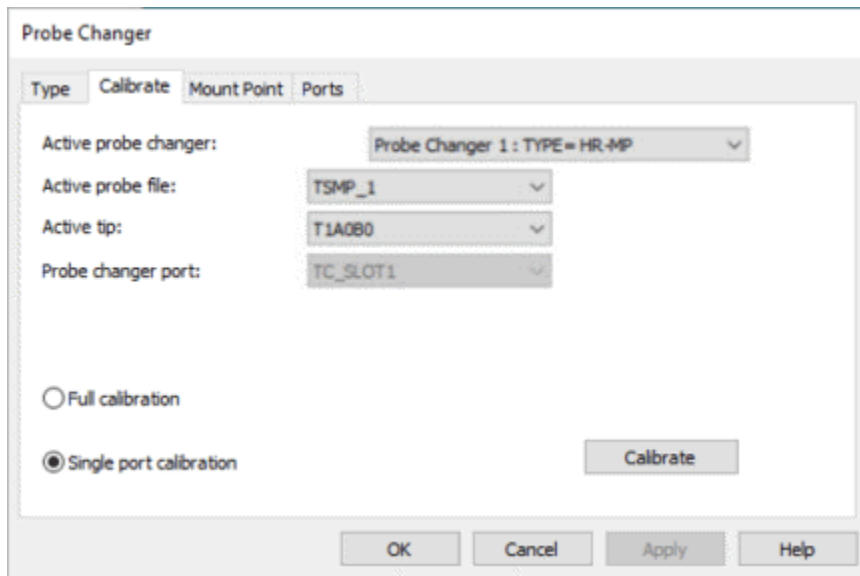 Probe Changer
Type Calibrate Mount Point Ports
Active probe changer: Probe Changer 1 : TYPE= HR-MP
Active probe file: TSMP_1
Active tip: T1A0B0
Probe changer port: TC_SLOT1
Full calibration
Single port calibration Calibrate
OK Cancel Apply Help